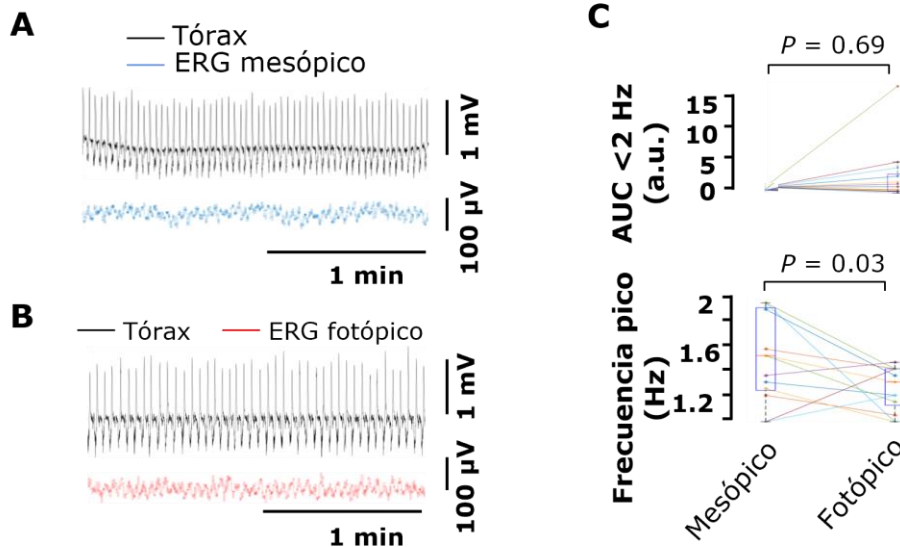 A
Tórax
ERG mesópico
1 mV
100 µV
1 min
B
Tórax
ERG fotópico
1 mV
100 µV
1 min
C
P = 0.69
AUC <2 Hz
(a.u.)
15
10
5
0
P = 0.03
Frecuencia pico
(Hz)
2
1.6
1.2
Mesópico
Fotópico